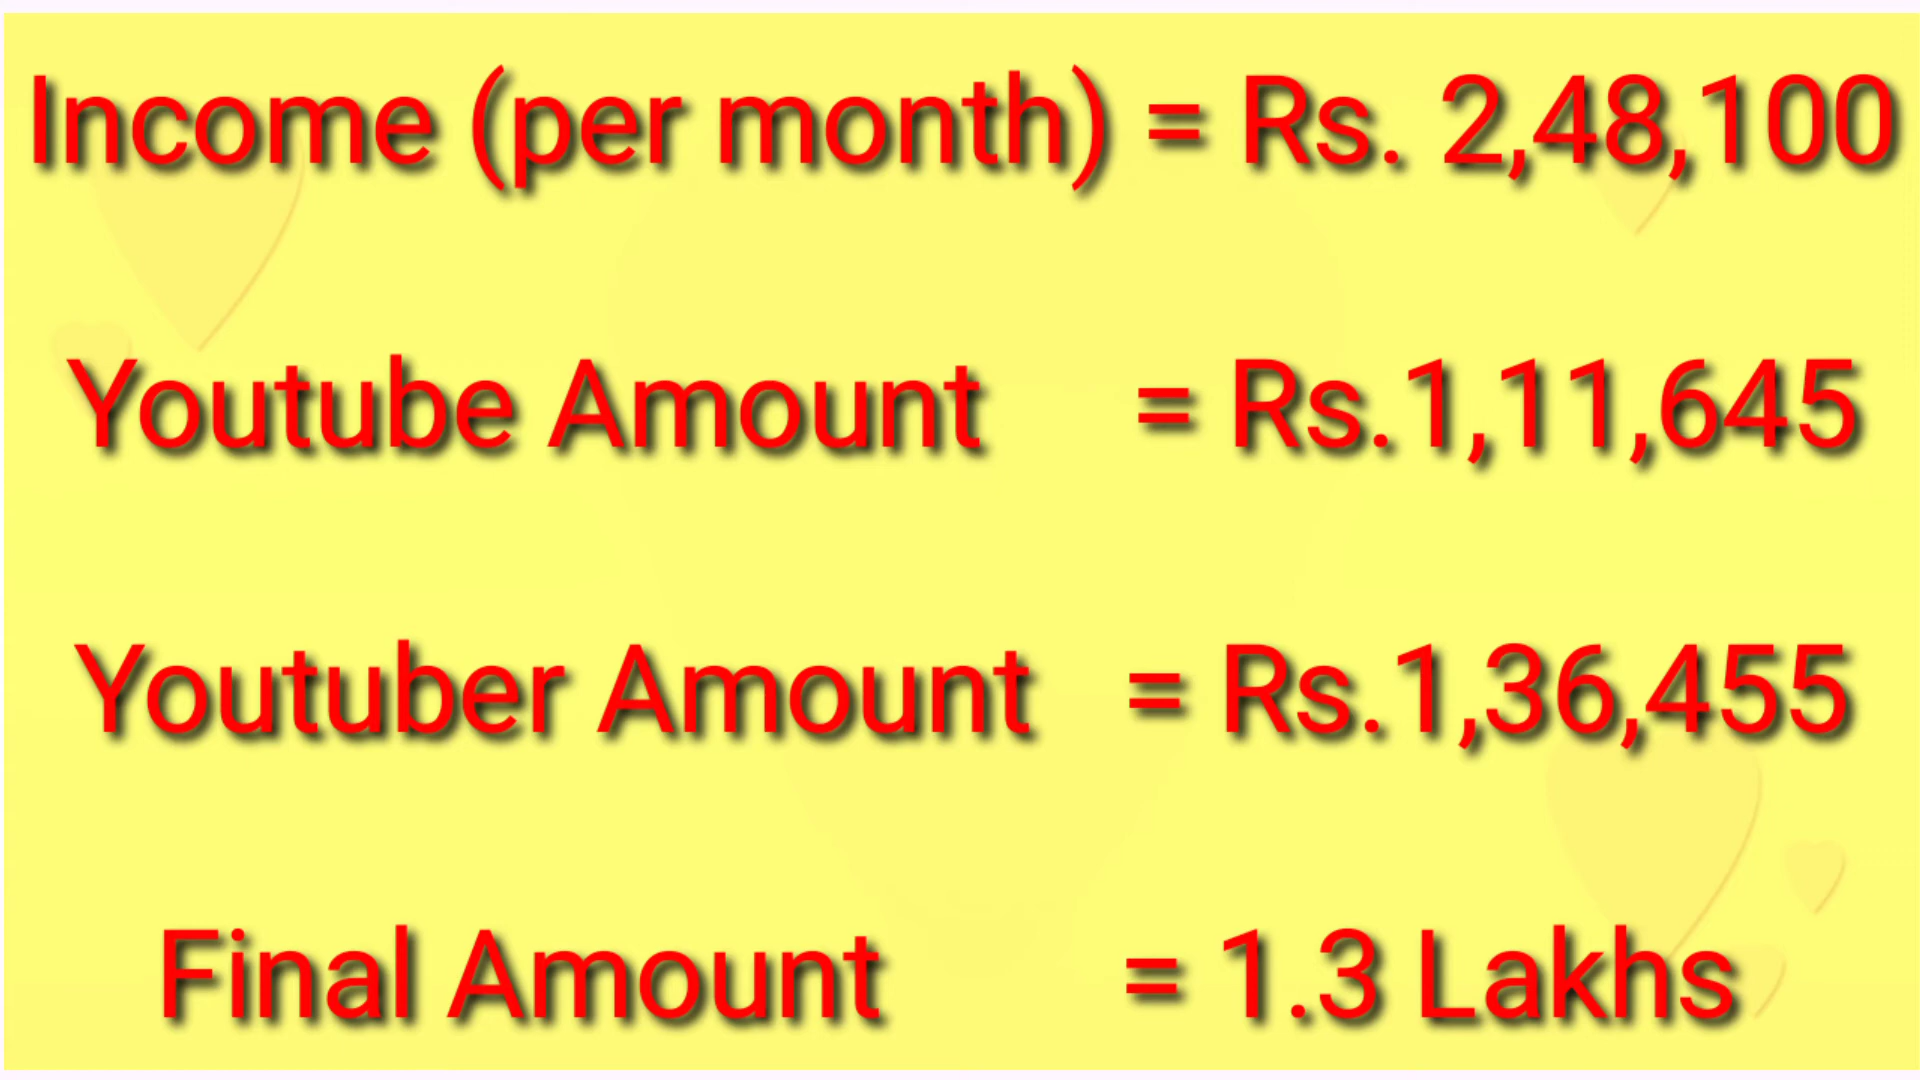 Income (per month) = Rs. 2,48,100
Youtube Amount = Rs.1,11,645
Youtuber Amount = Rs.1,36,455
Final Amount = 1.3 Lakhs